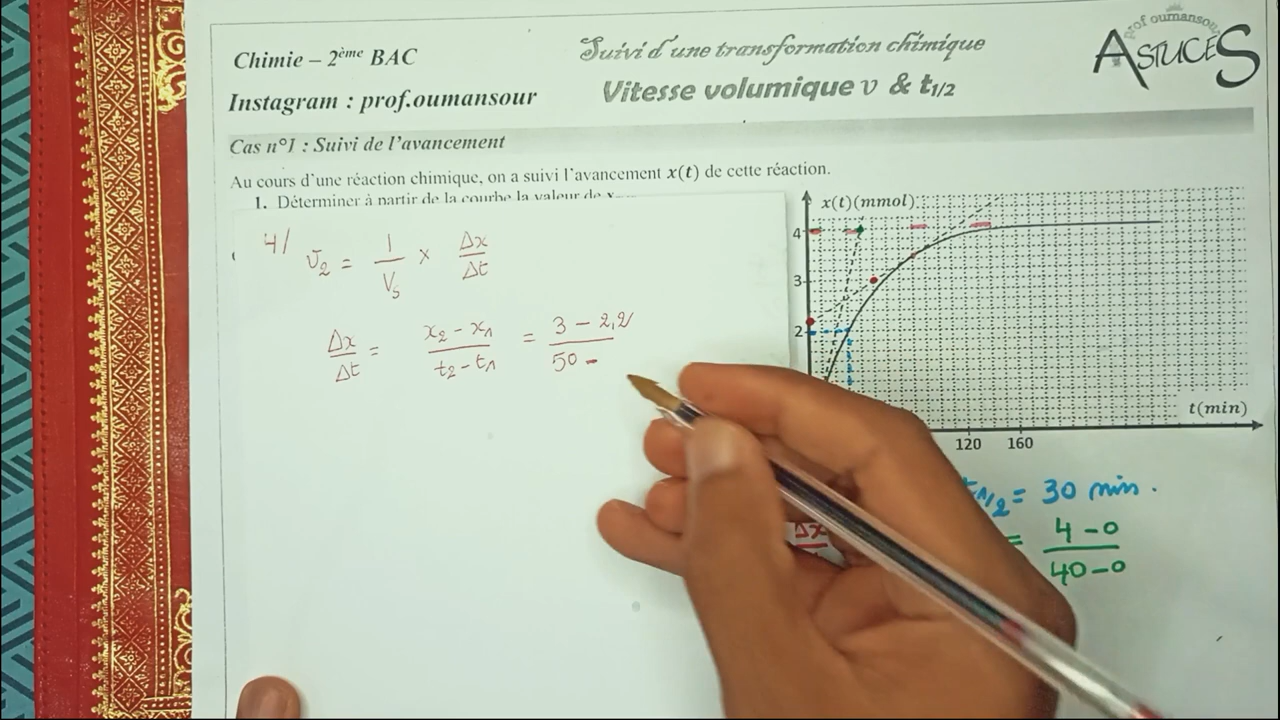 Chimie – 2ème BAC
Instagram : prof.oumansour
Suivi d'une transformation chimique
Vitesse volumique v & t1/2
prof oumansour
ASTUCES
Cas n°1 : Suivi de l'avancement
Au cours d'une réaction chimique, on a suivi l'avancement x(t) de cette réaction.
1. Déterminer à partir de la courbe la valeur de x
4/ v₂ = 1/Vs × Δx/Δt
Δx/Δt = (x₂ – x₁)/(t₂ – t₁) = (3 – 2,2)/(50 –
x(t)(mmol)
4
3
2
t(min)
120 160
t1/2 = 30 min.
Δx
= (4 – 0)/(40 – 0)